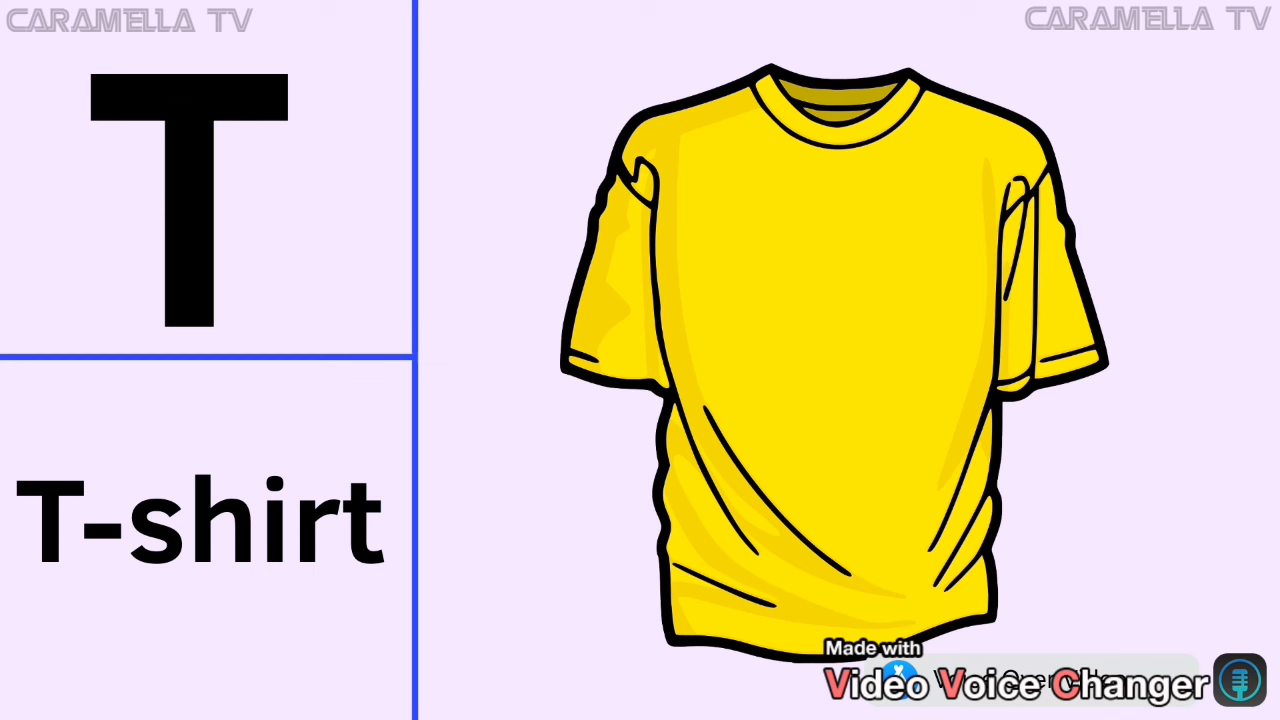 CARAMELLA TV
CARAMELLA TV
T
T-shirt
Made with
Video Voice Changer